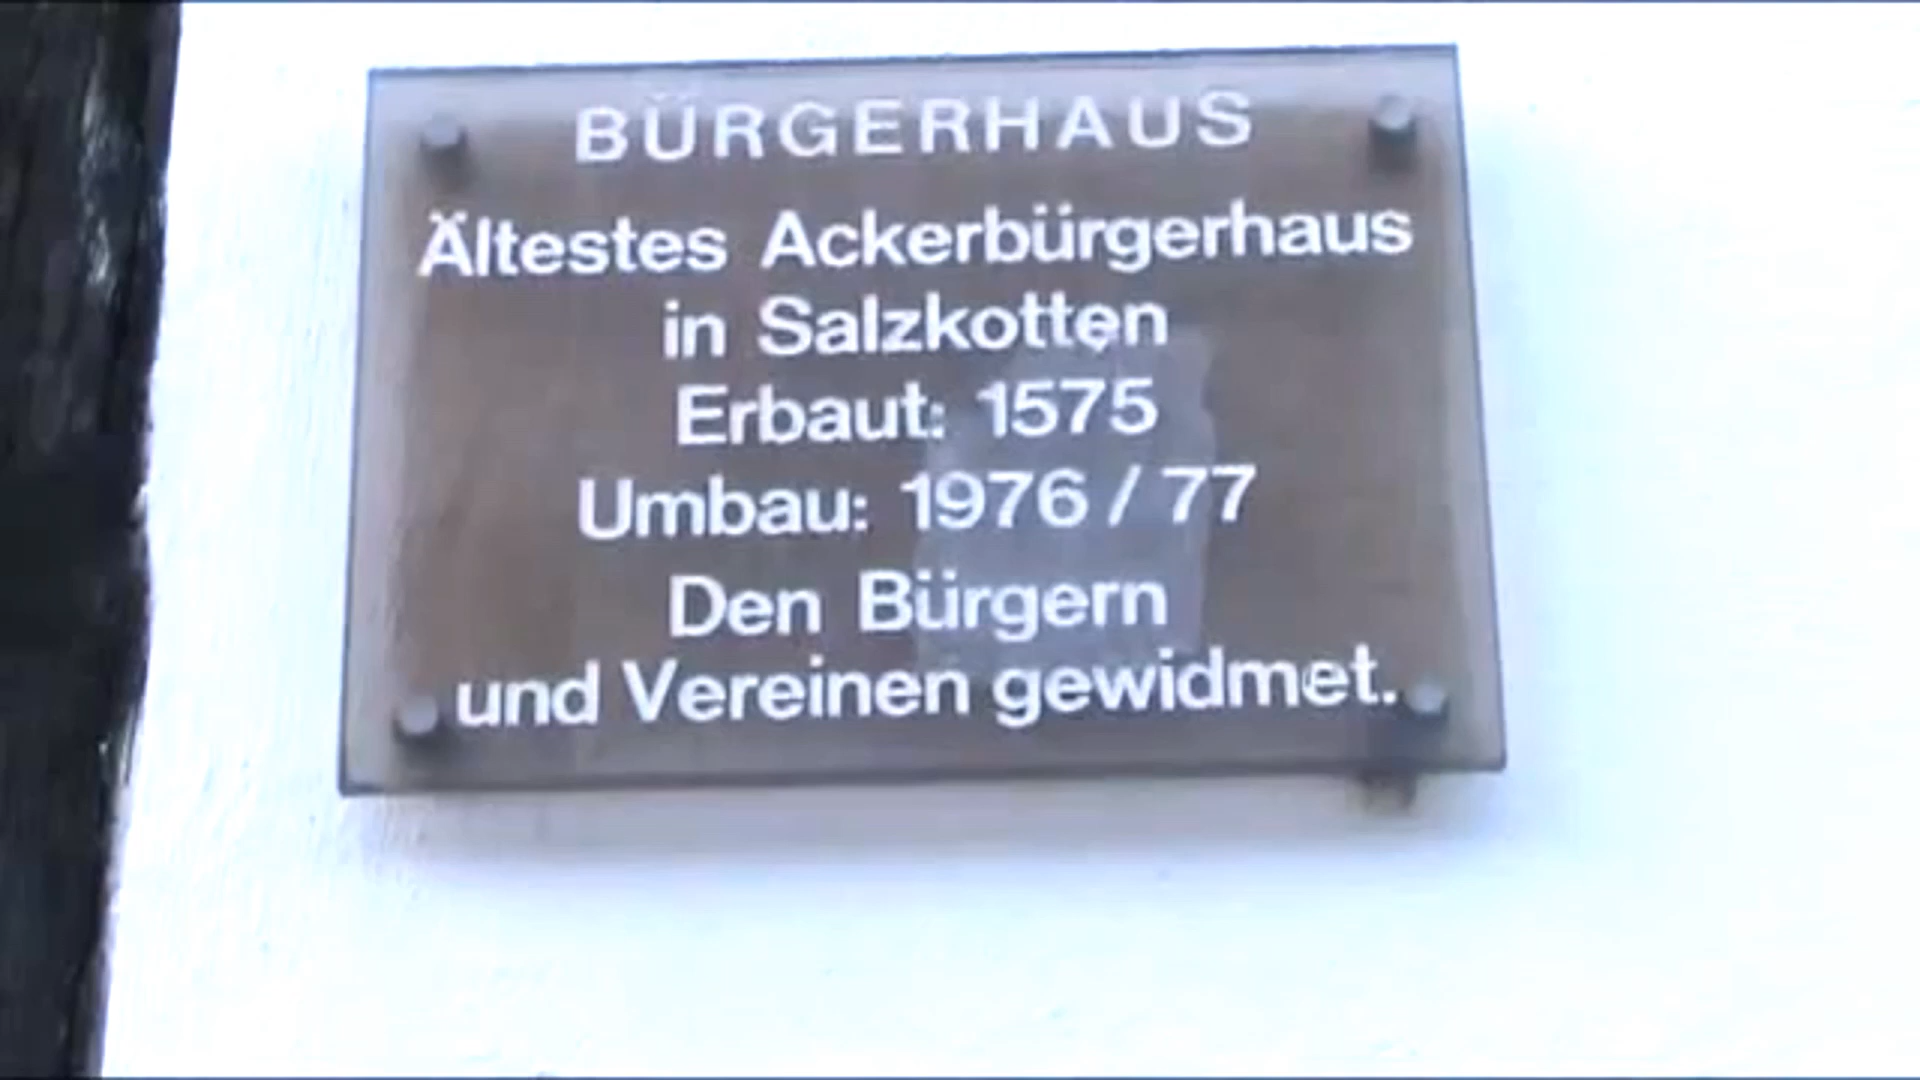 BÜRGERHAUS
Ältestes Ackerbürgerhaus
in Salzkotten
Erbaut: 1575
Umbau: 1976 / 77
Den Bürgern
und Vereinen gewidmet.